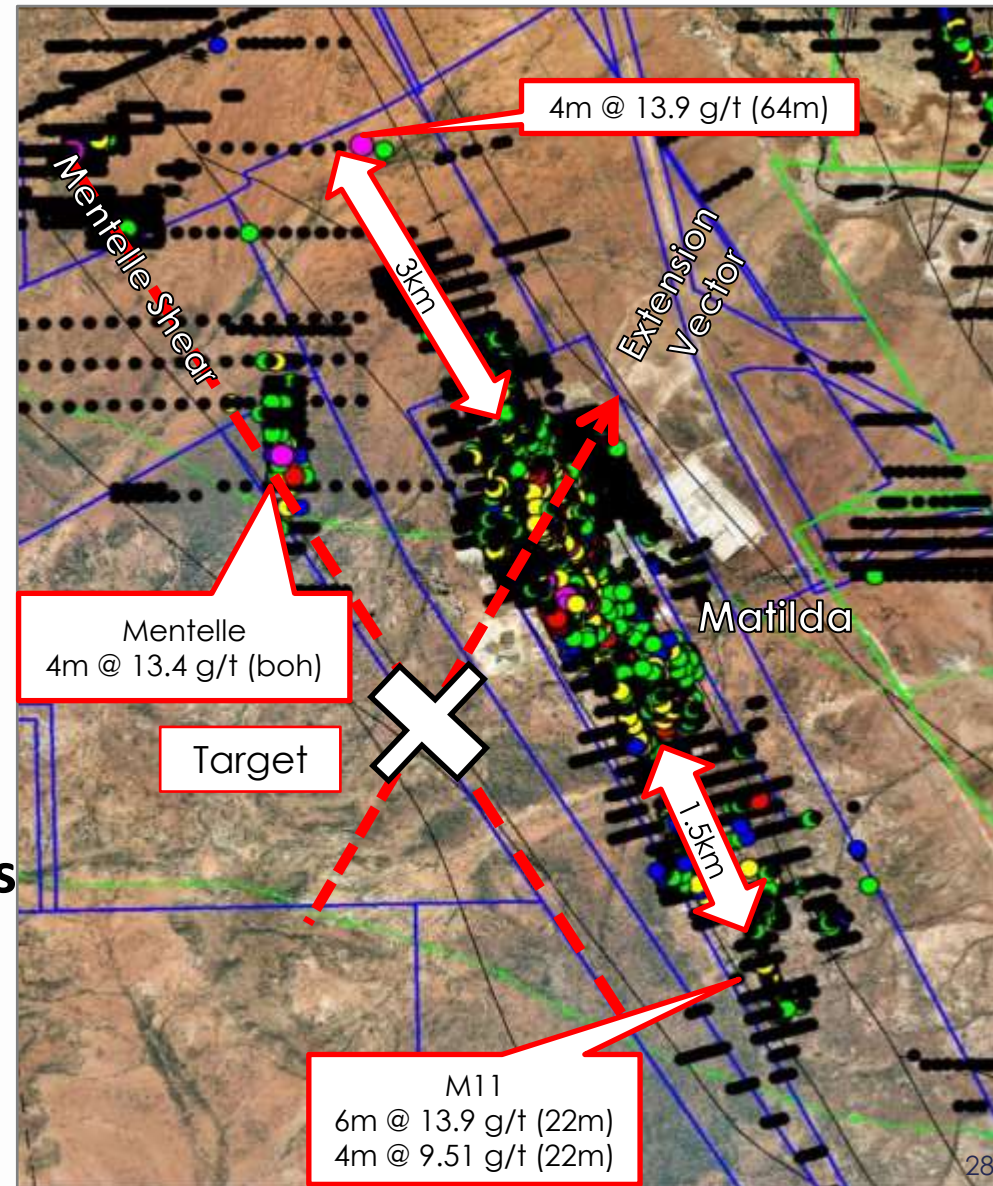 4m @ 13.9 g/t (64m)
Mentelle Shear
3km
Extension
Vector
Mentelle
4m @ 13.4 g/t (boh)
Matilda
Target
1.5km
s
M11
6m @ 13.9 g/t (22m)
4m @ 9.51 g/t (22m)
28